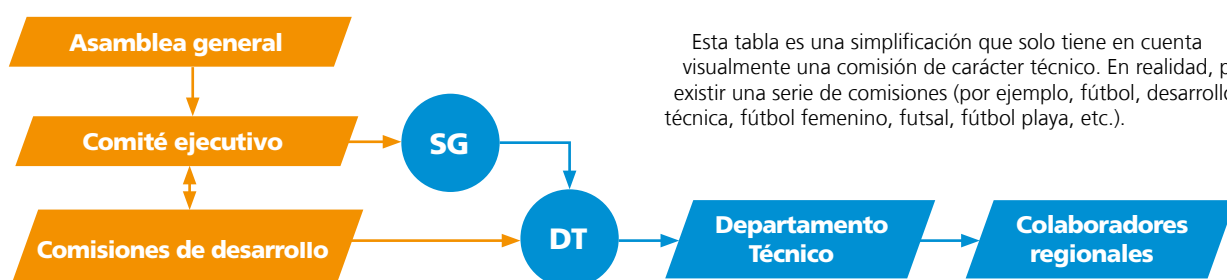 Asamblea general
Esta tabla es una simplificación que solo tiene en cuenta
visualmente una comisión de carácter técnico. En realidad,
existir una serie de comisiones (por ejemplo, fútbol,
técnica, fútbol femenino, futsal, fútbol playa, etc.).
Comité ejecutivo
SG
Comisiones de desarrollo
DT
Departamento
Técnico
Colaboradores
regionales